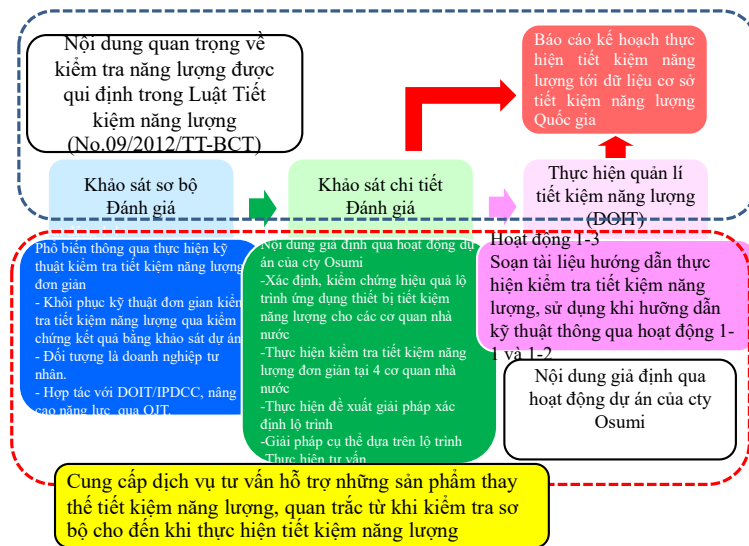 Nội dung quan trọng về
kiểm tra năng lượng được
qui định trong Luật Tiết
kiệm năng lượng
(No.09/2012/TT-BCT)
Báo cáo kế hoạch thực
hiện tiết kiệm năng
lượng tới dữ liệu cơ sở
tiết kiệm năng lượng
Quốc gia
Khảo sát sơ bộ
Đánh giá
Khảo sát chi tiết
Đánh giá
Thực hiện quản lí
tiết kiệm năng lượng
(DOIT)
Phổ biến thông qua thực hiện kỹ
thuật kiểm tra tiết kiệm năng lượng
đơn giản
- Khôi phục kỹ thuật đơn gian kiểm
tra tiết kiệm năng lượng qua kiểm
chứng kết quả bằng khảo sát dự án
- Đối tượng là doanh nghiệp tư
nhân.
- Hợp tác với DOIT/IPDCC, nâng
cao năng lực qua OJT.
Nội dung giả định qua hoạt động dự
án của cty Osumi
-Xác định, kiểm chứng hiệu quả lộ
trình ứng dụng thiết bị tiết kiệm
năng lượng cho các cơ quan nhà
nước
-Thực hiện kiểm tra tiết kiệm năng
lượng đơn giản tại 4 cơ quan nhà
nước
-Thực hiện đề xuất giải pháp xác
định lộ trình
-Giải pháp cụ thể dựa trên lộ trình
-Thực hiện tư vấn
Hoạt động 1-3
Soạn tài liệu hướng dẫn thực
hiện kiểm tra tiết kiệm năng
lượng, sử dụng khi hưỡng dẫn
kỹ thuật thông qua hoạt động 1-
1 và 1-2
Nội dung giả định qua
hoạt động dự án của cty
Osumi
Cung cấp dịch vụ tư vấn hỗ trợ những sản phẩm thay
thế tiết kiệm năng lượng, quan trắc từ khi kiểm tra sơ
bộ cho đến khi thực hiện tiết kiệm năng lượng